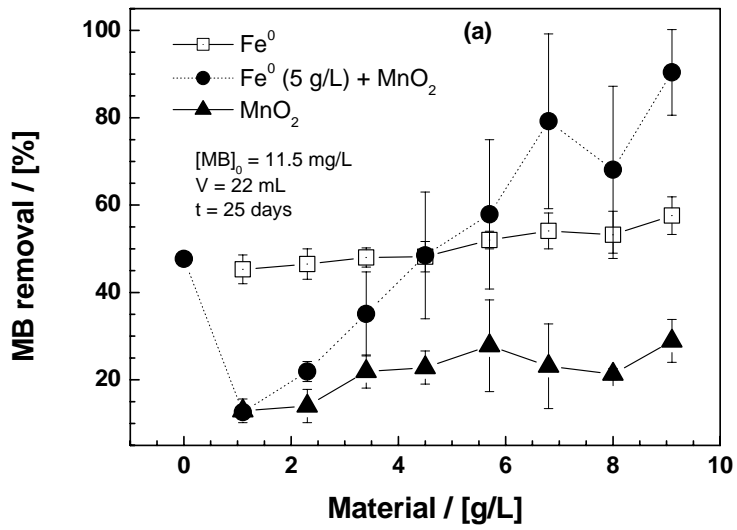 (a)
Fe⁰
Fe⁰ (5 g/L) + MnO₂
MnO₂
[MB]₀ = 11.5 mg/L
V = 22 mL
t = 25 days
MB removal / [%]
100
80
60
40
20
0 2 4 6 8 10
Material / [g/L]